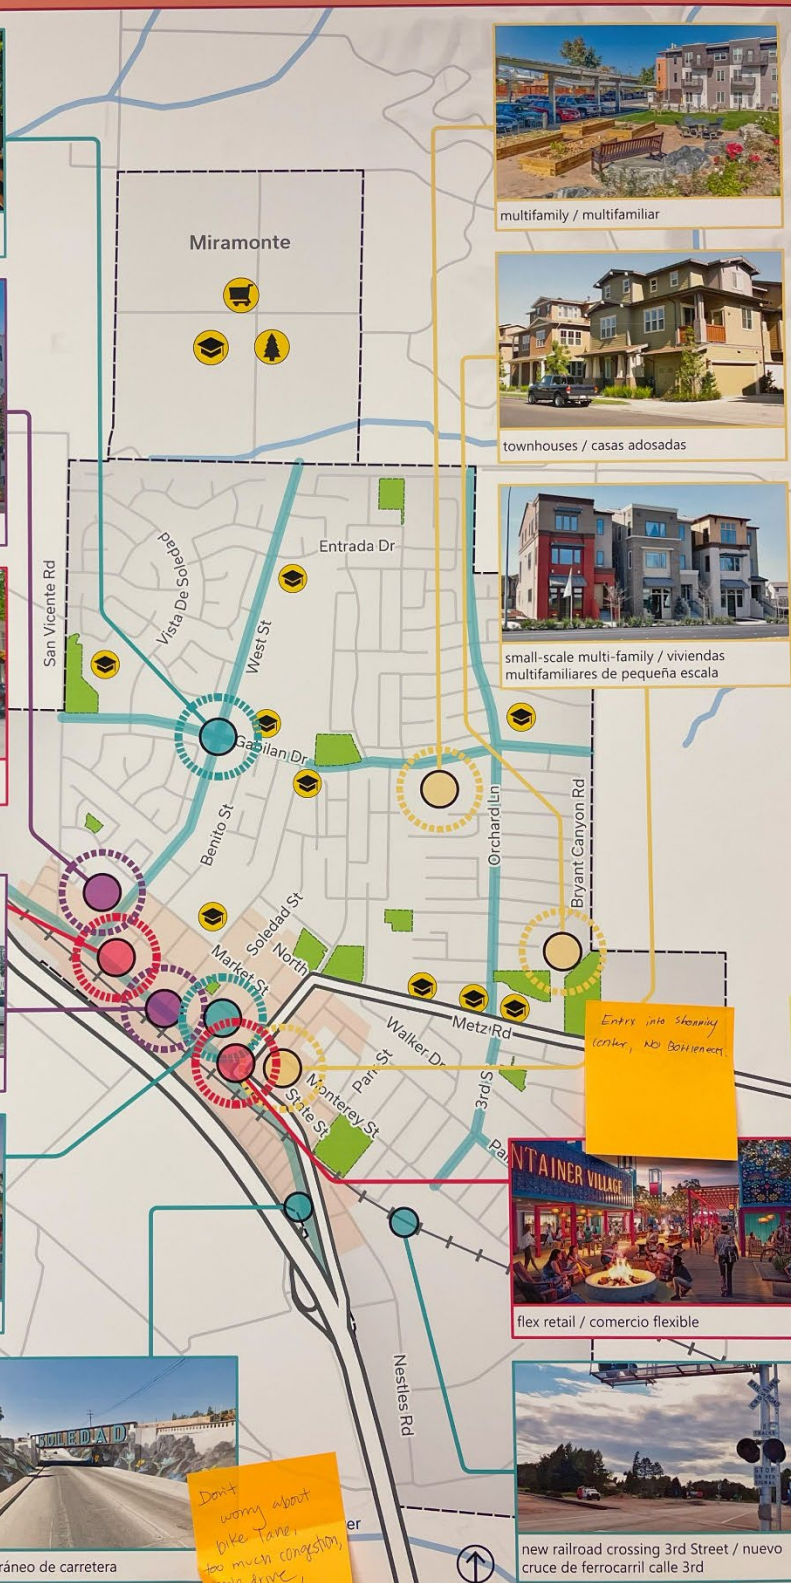 multifamily / multifamiliar
Miramonte
townhouses / casas adosadas
Entrada Dr
Vista De Soledad
San Vicente Rd
West St
small-scale multi-family / viviendas
multifamiliares de pequeña escala
Gabilan Dr
Benito St
Orchard Ln
Bryant Canyon Rd
Soledad St
North
Market St
Metz Rd
Walker Dr
Park St
Monterey St
State St
3rd S
Entry into shopping
center, No Bottleneck.
NTAINER VILLAGE
flex retail / comercio flexible
Nestles Rd
SOLEDAD
ráneo de carretera
Don't
worry about
bike lane,
too much congestion,
drive,
er
new railroad crossing 3rd Street / nuevo
cruce de ferrocarril calle 3rd